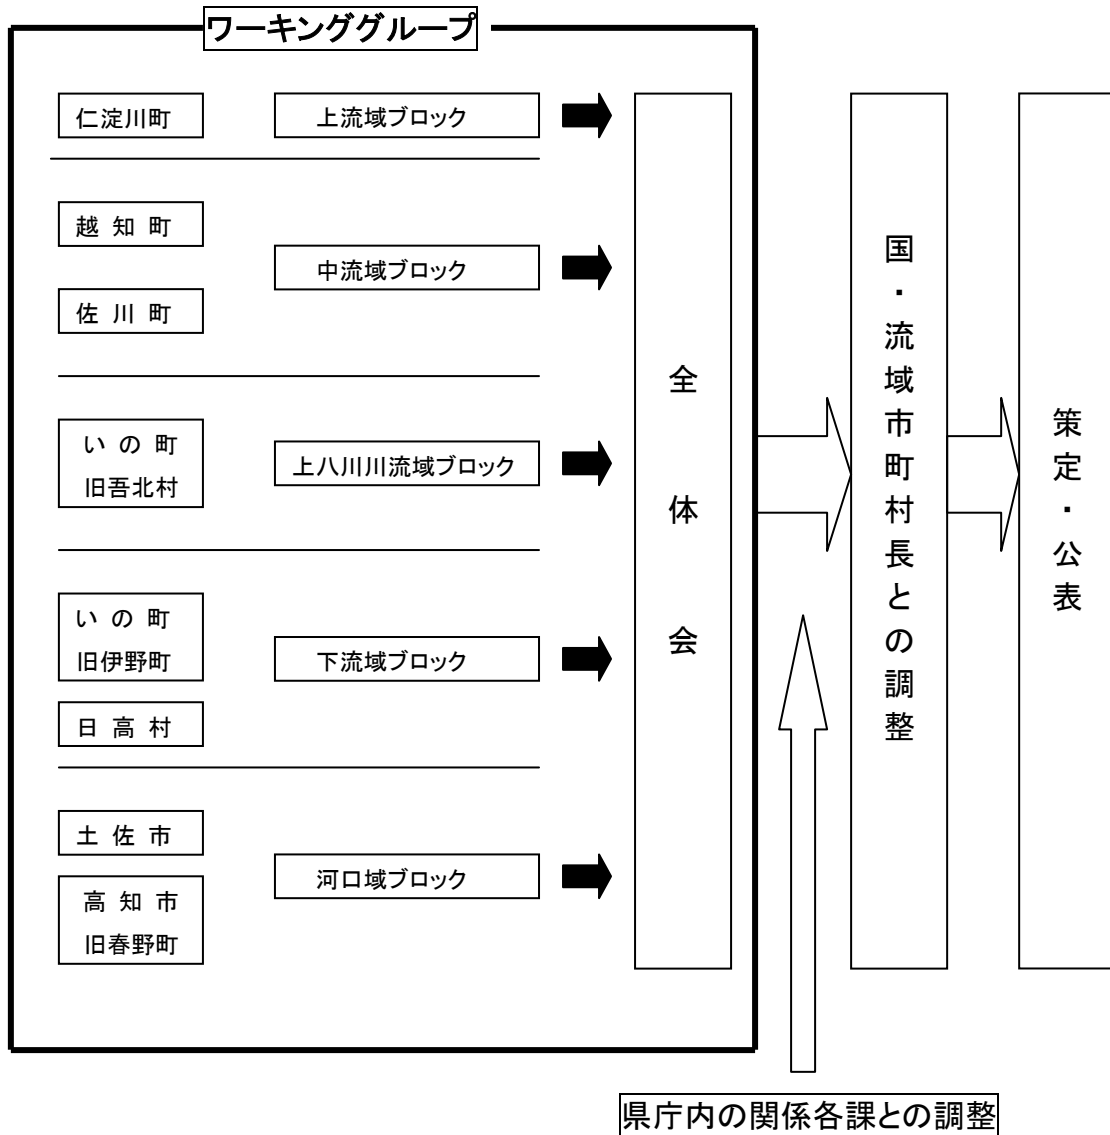 ワーキンググループ
仁淀川町
上流域ブロック
越知町
佐川町
中流域ブロック
いの町
旧吾北村
上八川川流域ブロック
いの町
旧伊野町
日高村
下流域ブロック
土佐市
高知市
旧春野町
河口域ブロック
全体会
国・流域市町村長との調整
策定・公表
県庁内の関係各課との調整